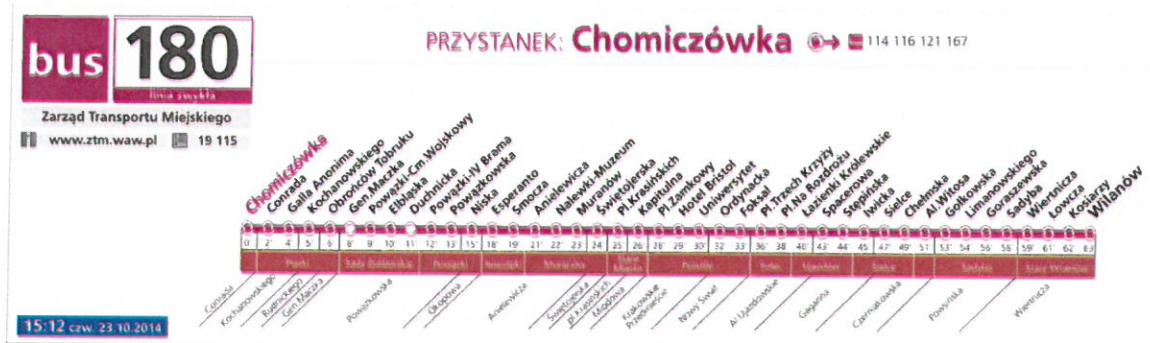 bus 180
linia zwykła
Zarząd Transportu Miejskiego
www.ztm.waw.pl 19 115
PRZYSTANEK: Chomiczówka 114 116 121 167
Chomiczówka
Conrada
Galla Anonima
Kochanowskiego
Obrońców Tobruku
Gen.Maczka
Powązki-Cm.Wojskowy
Elbląska
Duchnicka
Powązki-IV Brama
Powązkowska
Niska
Esperanto
Smocza
Anielewicza
Nalewki-Muzeum
Muranów
Świętojerska
Pl.Krasińskich
Kapitulna
Pl.Zamkowy
Hotel Bristol
Uniwersytet
Ordynacka
Foksal
Pl.Trzech Krzyży
Pl.Na Rozdrożu
Łazienki Królewskie
Spacerowa
Stępińska
Iwicka
Sielce
Chełmska
Al.Witosa
Gołkowska
Limanowskiego
Goraszewska
Sadyba
Wiertnicza
Łowcza
Kosiarzy
Wilanów
0' 2' 4' 5' 6' 8' 9 10' 11' 12' 13' 15' 18' 19' 21' 22' 23 24 25 26' 28' 29' 30' 32 33 36' 38 40' 43' 44' 45 47' 49' 51 53' 54 56 58 59' 61' 62' 63
Powązki Muranów Stare Miasto Powiśle Ujazdów Sielce Sadyba Stary Wilanów
Conrada
Kochanowskiego
Rudnickiego
Gen.Maczka
Powązkowska
Okopowa
Anielewicza
Świętojerska
pl.Krasińskich
Miodowa
Krakowskie Przedmieście
Nowy Świat
Al.Ujazdowskie
Gagarina
Czerniakowska
Powsińska
Wiertnicza
15:12 czw. 23.10.2014